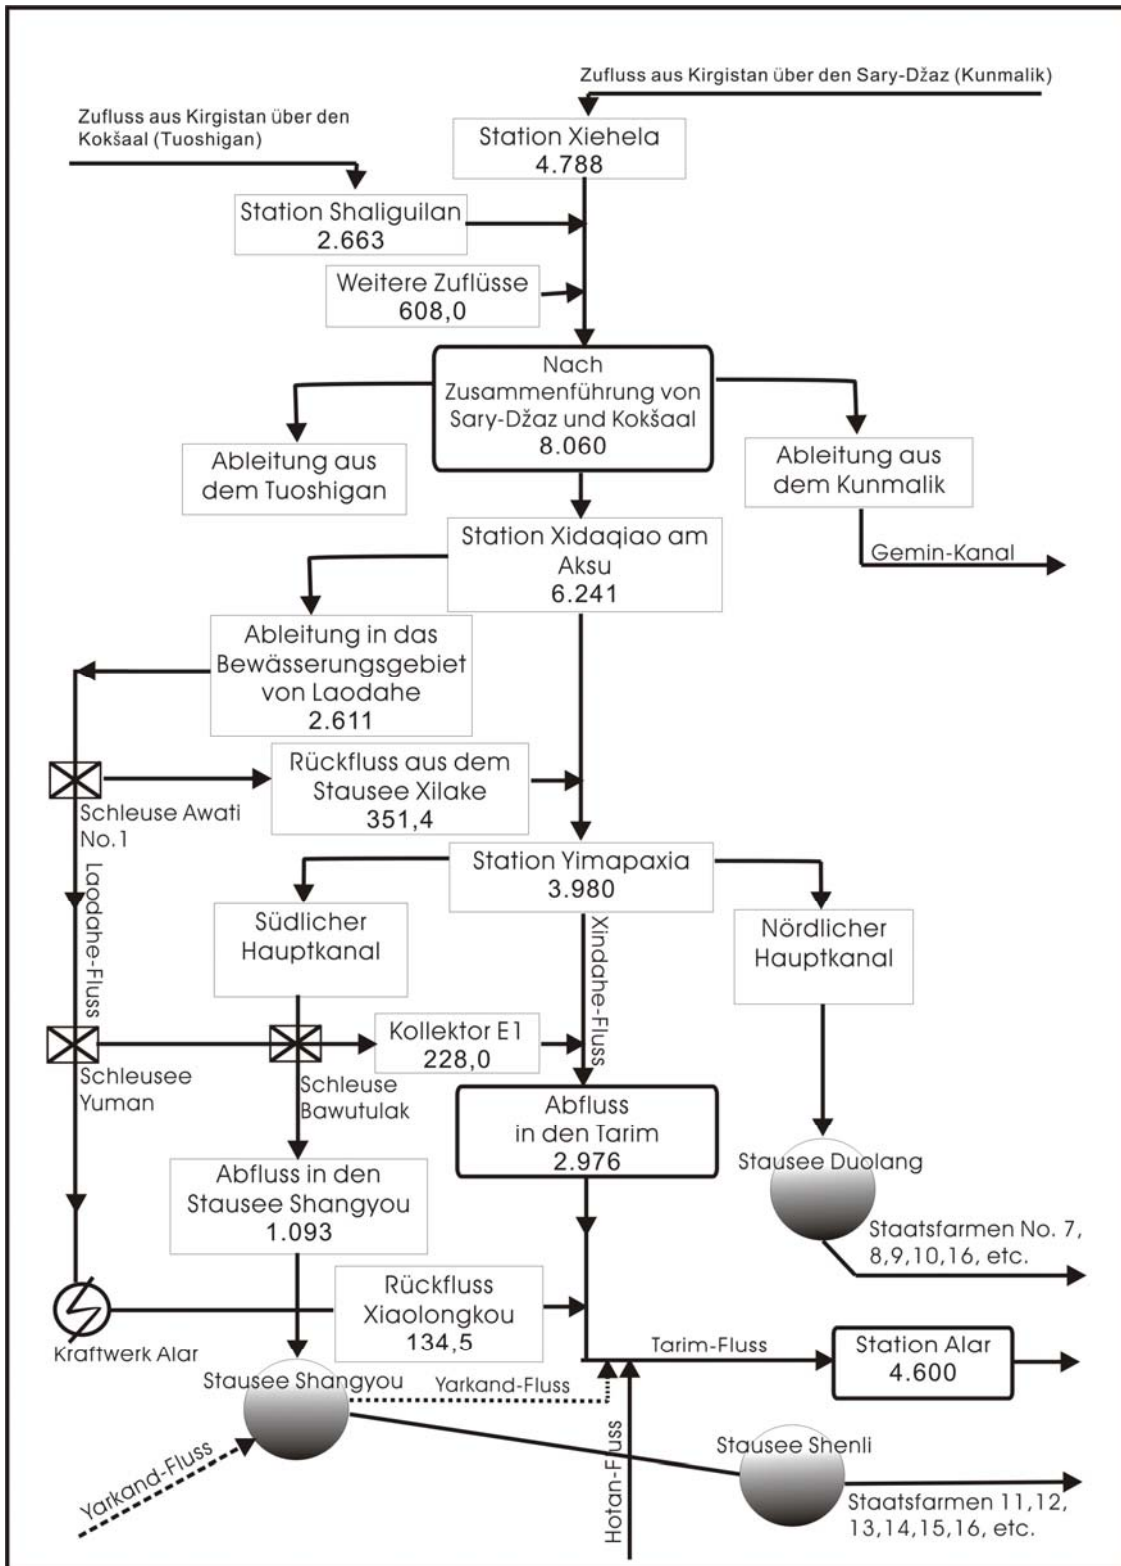 Zufluss aus Kirgistan über den Sary-Džaz (Kunmalik)
Zufluss aus Kirgistan über den
Kokšaal (Tuoshigan)
Station Xiehela
4.788
Station Shaliguilan
2.663
Weitere Zuflüsse
608,0
Nach
Zusammenführung von
Sary-Džaz und Kokšaal
8.060
Ableitung aus
dem Tuoshigan
Ableitung aus
dem Kunmalik
Gemin-Kanal
Station Xidaqiao am
Aksu
6.241
Ableitung in das
Bewässerungsgebiet
von Laodahe
2.611
Rückfluss aus dem
Stausee Xilake
351,4
Schleuse Awati
No.1
Laodahe-Fluss
Station Yimapaxia
3.980
Südlicher
Hauptkanal
Xindahe-Fluss
Nördlicher
Hauptkanal
Kollektor E1
228,0
Schleusee
Yuman
Schleuse
Bawutulak
Abfluss
in den Tarim
2.976
Stausee Duolang
Abfluss in den
Stausee Shangyou
1.093
Staatsfarmen No. 7,
8,9,10,16, etc.
Rückfluss
Xiaolongkou
134,5
Kraftwerk Alar
Tarim-Fluss
Station Alar
4.600
Stausee Shangyou
Yarkand-Fluss
Yarkand-Fluss
Hotan-Fluss
Stausee Shenli
Staatsfarmen 11,12,
13,14,15,16, etc.